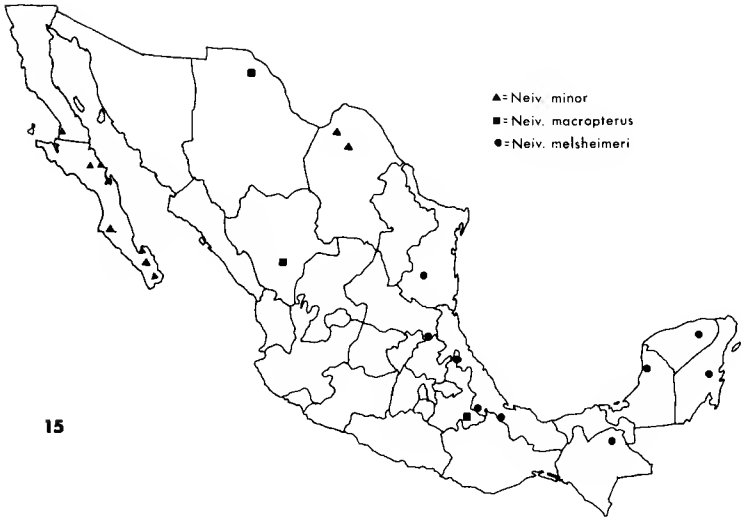 ▲=Neiv. minor
■=Neiv. macropterus
●=Neiv. melsheimeri
15